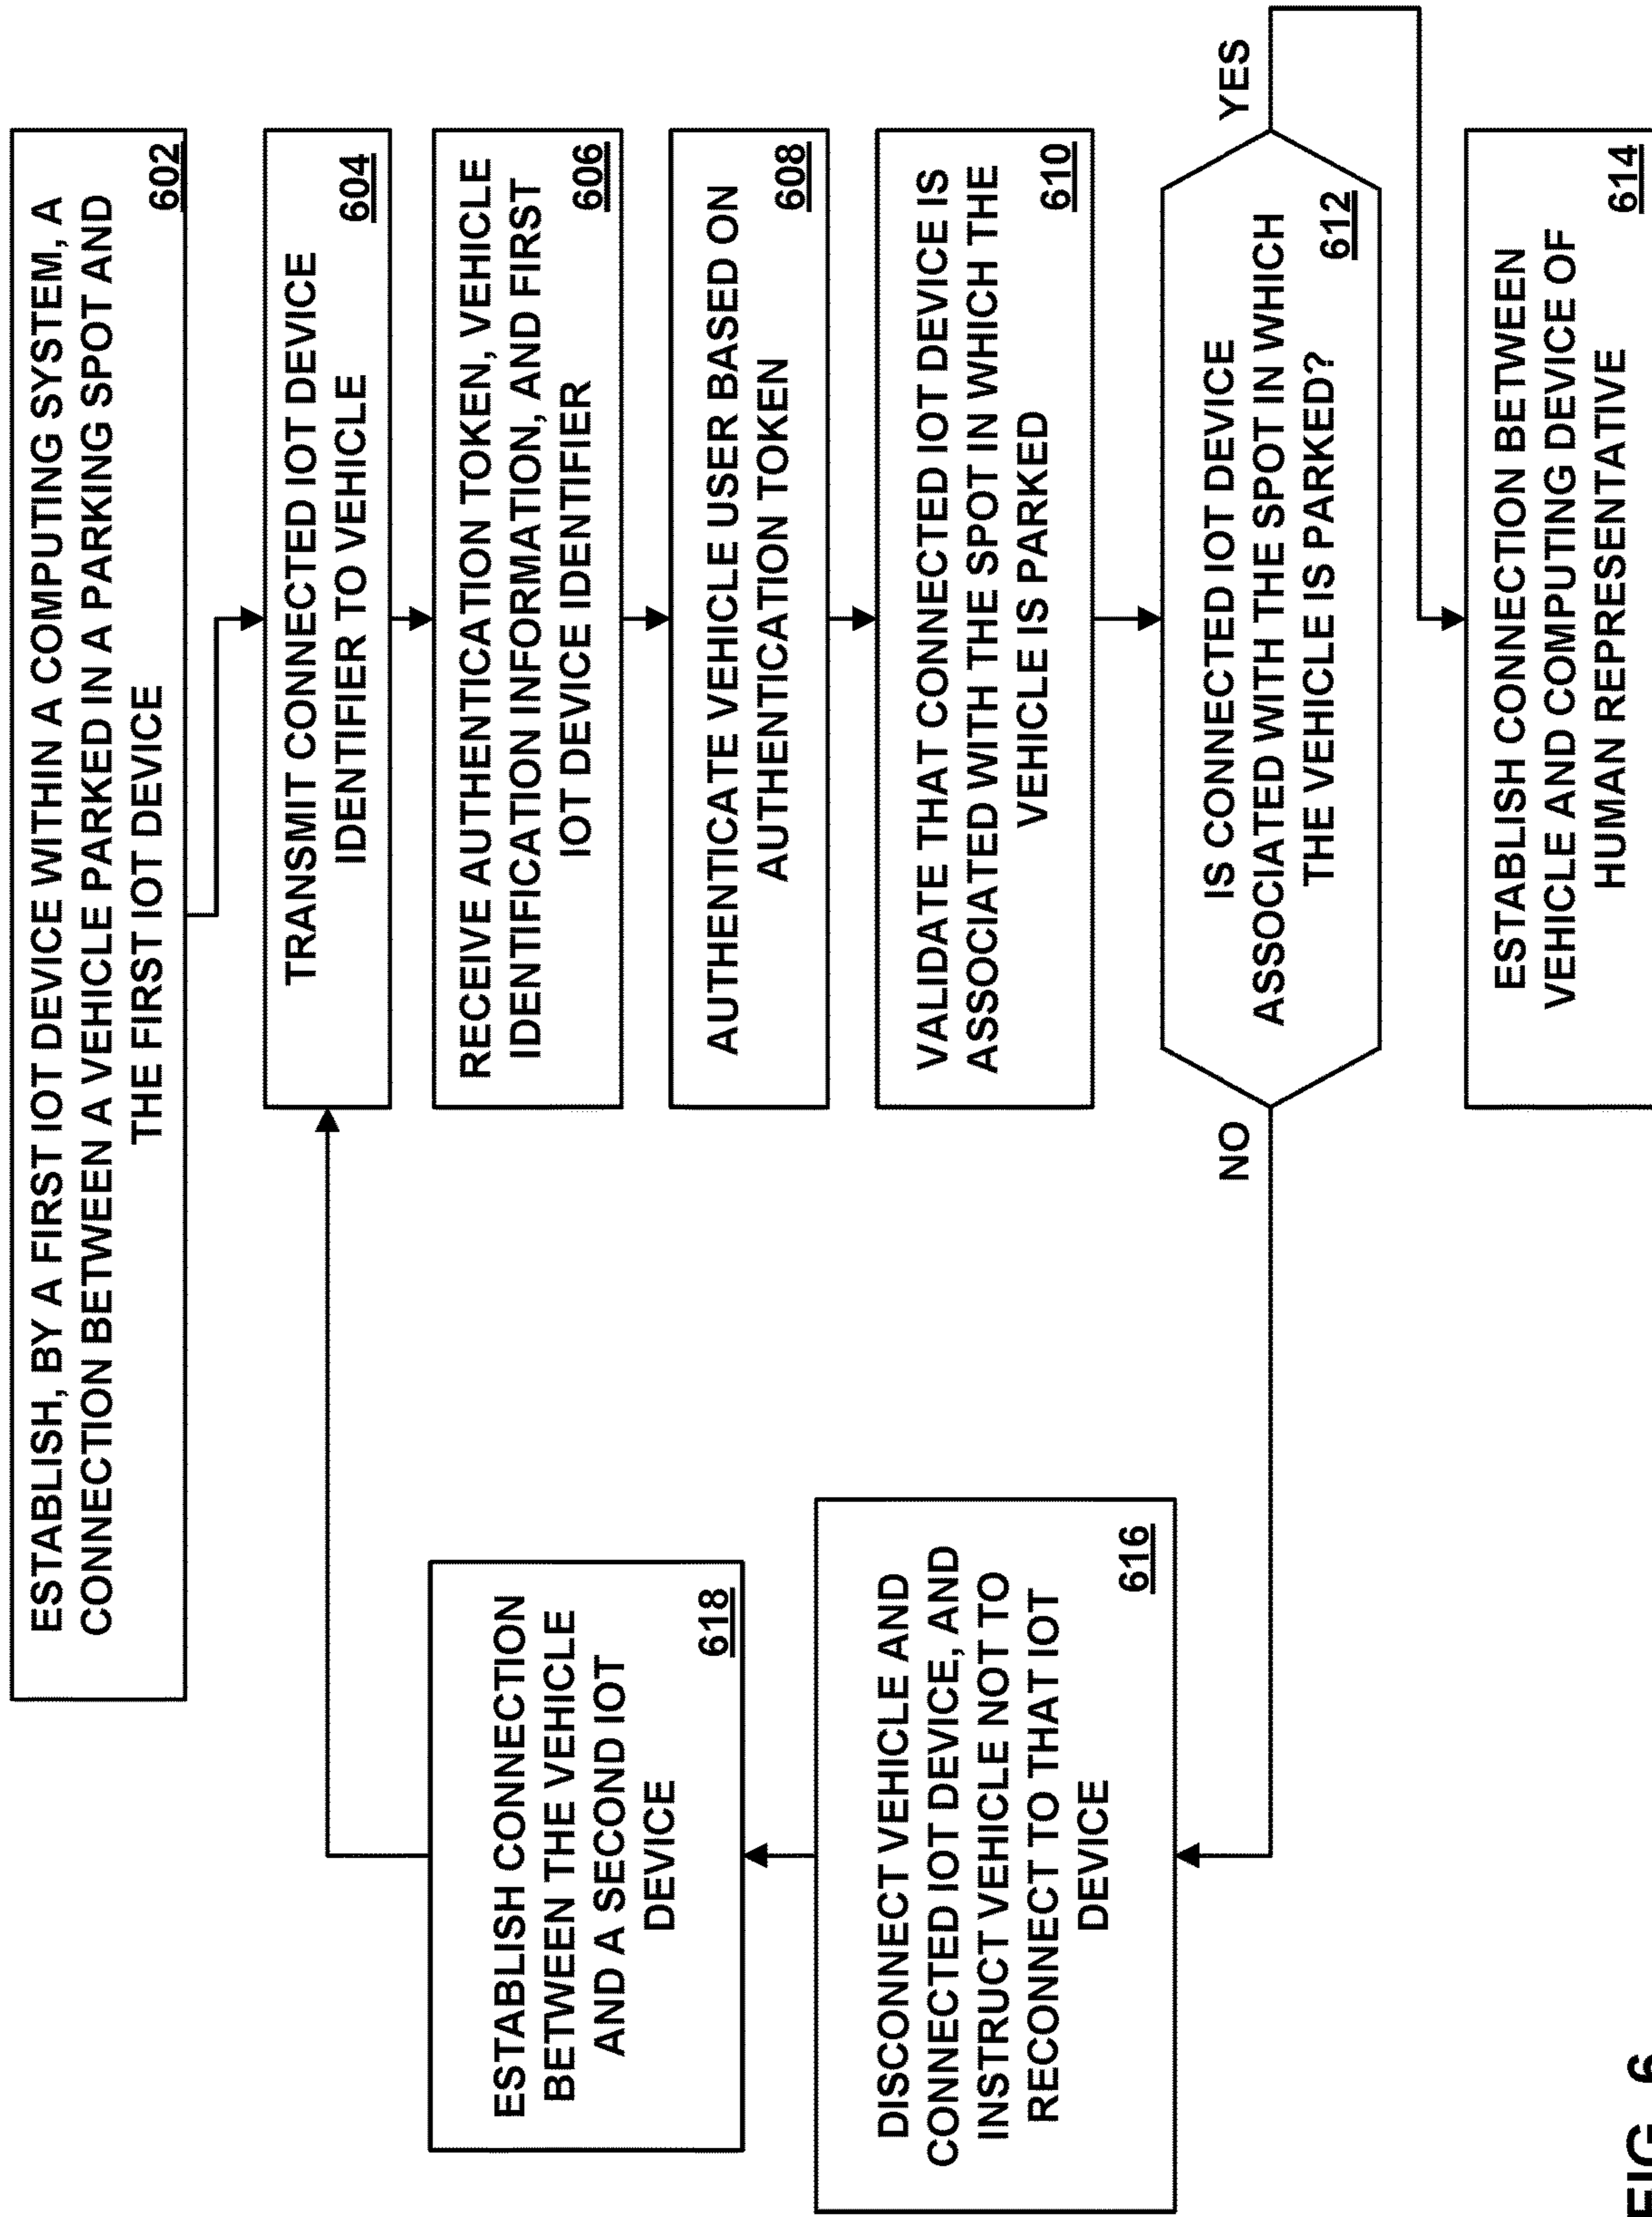 ESTABLISH, BY A FIRST IOT DEVICE WITHIN A COMPUTING SYSTEM, A
CONNECTION BETWEEN A VEHICLE PARKED IN A PARKING SPOT AND
THE FIRST IOT DEVICE
602
TRANSMIT CONNECTED IOT DEVICE
IDENTIFIER TO VEHICLE
604
RECEIVE AUTHENTICATION TOKEN, VEHICLE
IDENTIFICATION INFORMATION, AND FIRST
IOT DEVICE IDENTIFIER
606
AUTHENTICATE VEHICLE USER BASED ON
AUTHENTICATION TOKEN
608
VALIDATE THAT CONNECTED IOT DEVICE IS
ASSOCIATED WITH THE SPOT IN WHICH THE
VEHICLE IS PARKED
610
IS CONNECTED IOT DEVICE
ASSOCIATED WITH THE SPOT IN WHICH
THE VEHICLE IS PARKED?
612
YES
NO
ESTABLISH CONNECTION BETWEEN
VEHICLE AND COMPUTING DEVICE OF
HUMAN REPRESENTATIVE
614
DISCONNECT VEHICLE AND
CONNECTED IOT DEVICE, AND
INSTRUCT VEHICLE NOT TO
RECONNECT TO THAT IOT
DEVICE
616
ESTABLISH CONNECTION
BETWEEN THE VEHICLE
AND A SECOND IOT
DEVICE
618
FIG. 6